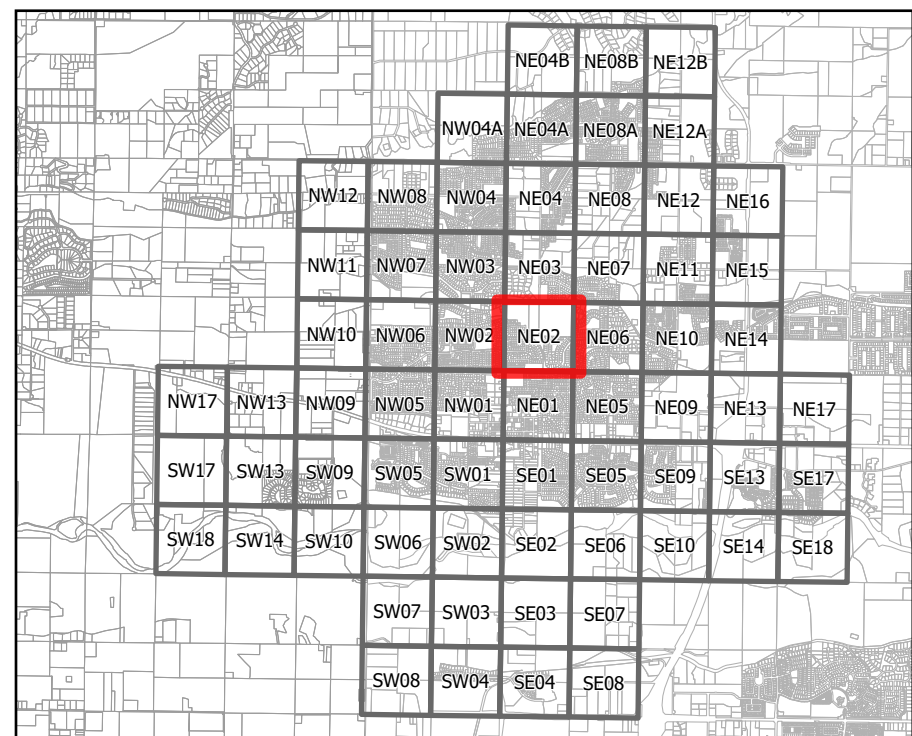 NE04B NE08B NE12B
NW04A NE04A NE08A NE12A
NW12 NW08 NW04 NE04 NE08 NE12 NE16
NW11 NW07 NW03 NE03 NE07 NE11 NE15
NW10 NW06 NW02 NE02 NE06 NE10 NE14
NW17 NW13 NW09 NW05 NW01 NE01 NE05 NE09 NE13 NE17
SW17 SW13 SW09 SW05 SW01 SE01 SE05 SE09 SE13 SE17
SW18 SW14 SW10 SW06 SW02 SE02 SE06 SE10 SE14 SE18
SW07 SW03 SE03 SE07
SW08 SW04 SE04 SE08